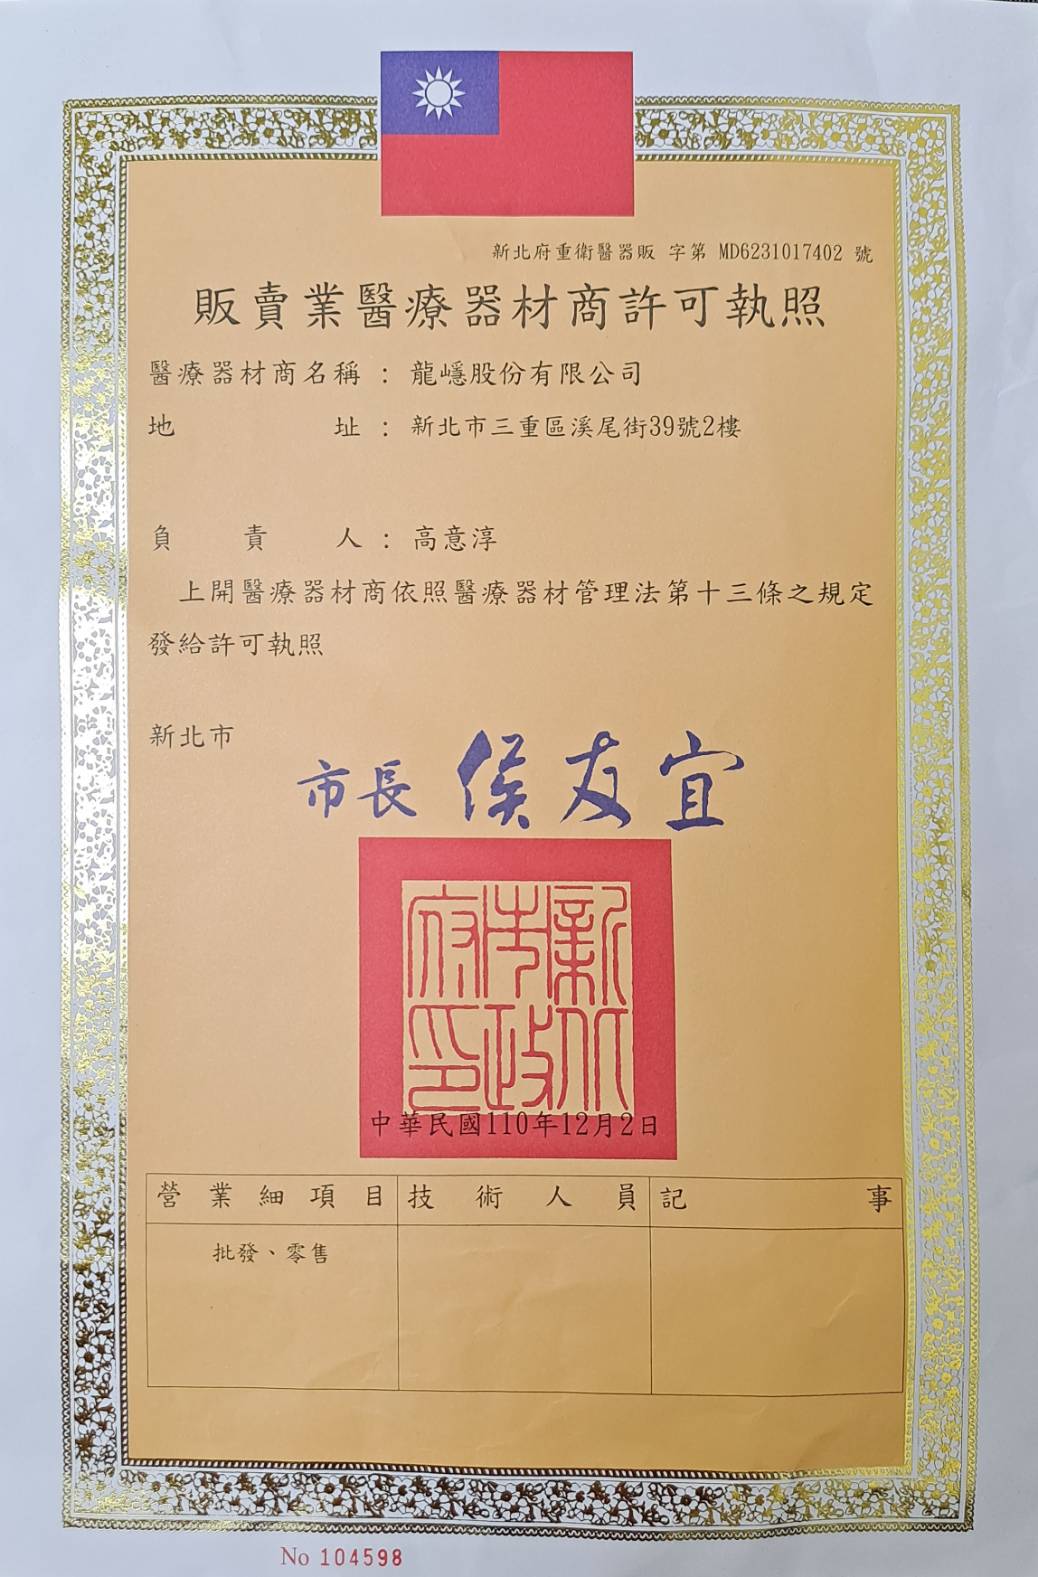 新北府重衛醫器販 字第 MD6231017402 號
販賣業醫療器材商許可執照
醫療器材商名稱 : 龍嶾股份有限公司
地 址 : 新北市三重區溪尾街39號2樓
負 責 人 : 高意淳
上開醫療器材商依照醫療器材管理法第十三條之規定
發給許可執照
新北市
市長 侯友宜
新北市政府印
中華民國110年12月2日
營業細項目 技術人員 記事
批發、零售
No 104598